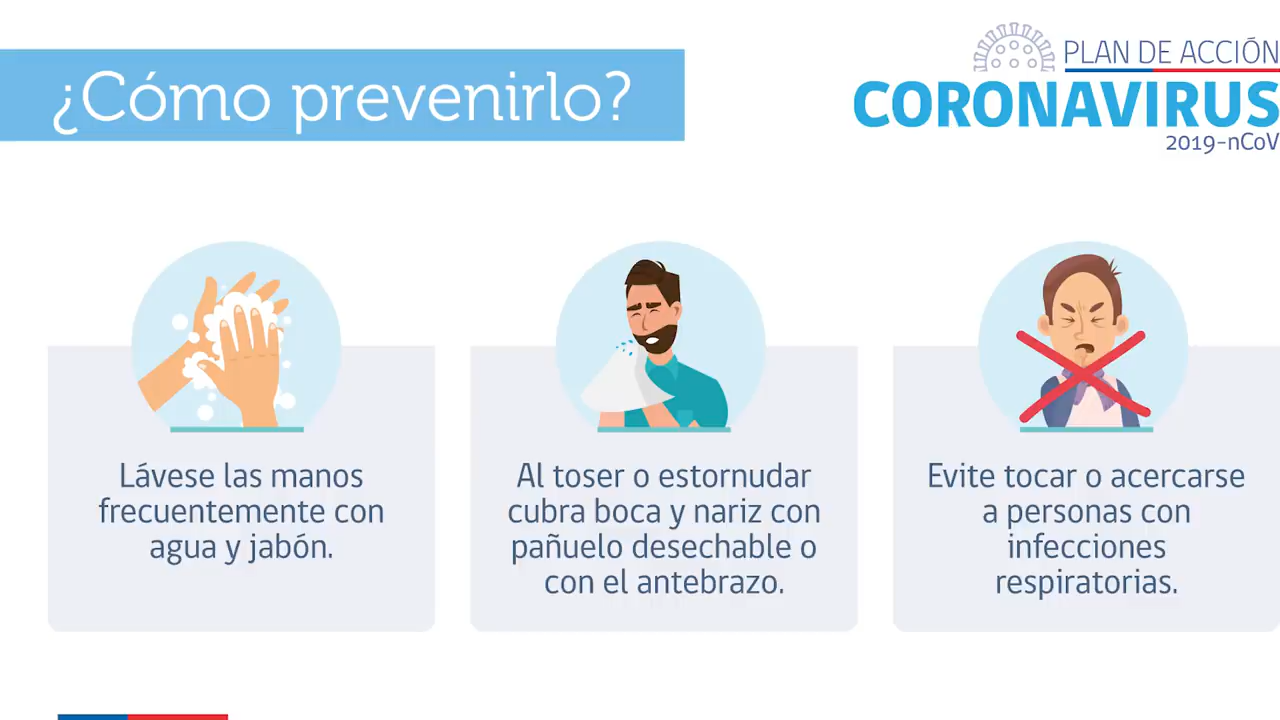 ¿Cómo prevenirlo?
PLAN DE ACCIÓN
CORONAVIRUS
2019-nCoV
Lávese las manos
frecuentemente con
agua y jabón.
Al toser o estornudar
cubra boca y nariz con
pañuelo desechable o
con el antebrazo.
Evite tocar o acercarse
a personas con
infecciones
respiratorias.